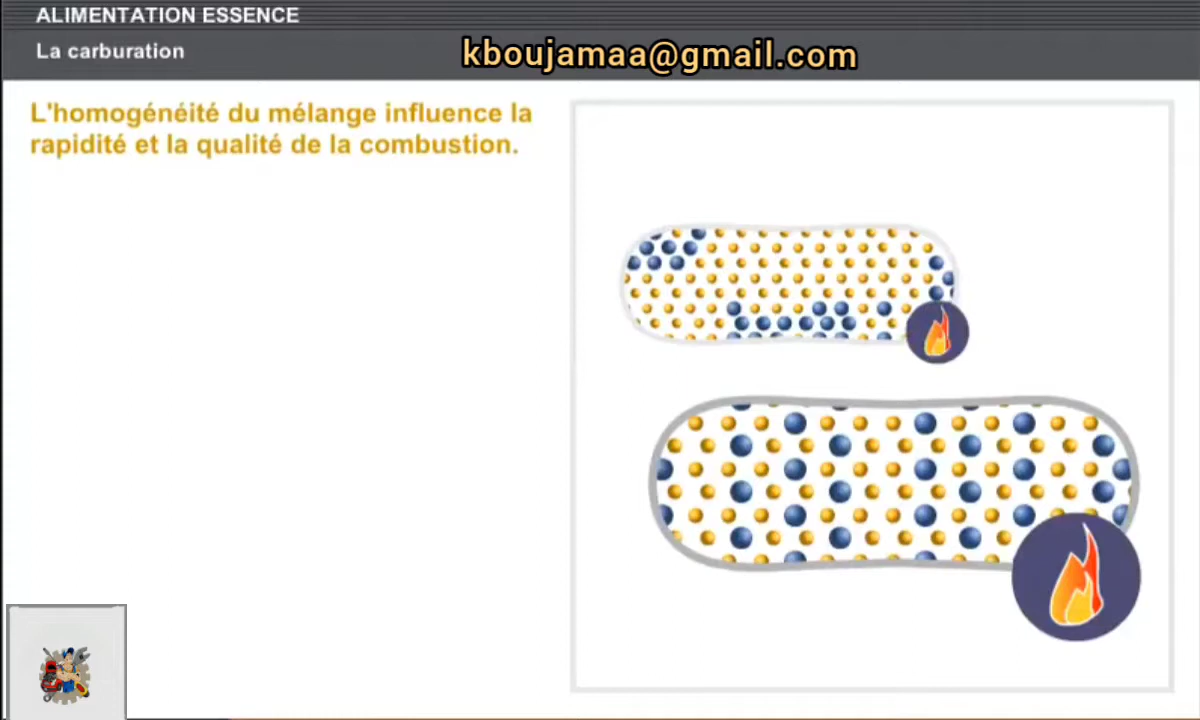 ALIMENTATION ESSENCE
La carburation
kboujamaa@gmail.com
L'homogénéité du mélange influence la
rapidité et la qualité de la combustion.